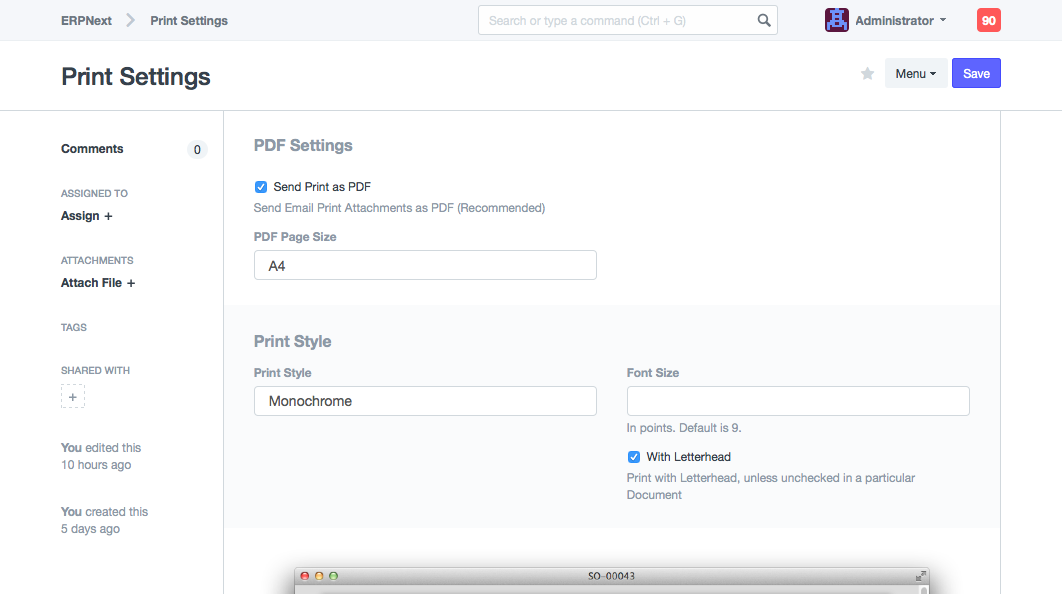 ERPNext
Print Settings
Search or type a command (Ctrl + G)
Administrator
90
Print Settings
Menu
Save
Comments
0
ASSIGNED TO
Assign +
ATTACHMENTS
Attach File +
TAGS
SHARED WITH
+
You edited this
10 hours ago
You created this
5 days ago
PDF Settings
Send Print as PDF
Send Email Print Attachments as PDF (Recommended)
PDF Page Size
A4
Print Style
Print Style
Monochrome
Font Size
In points. Default is 9.
With Letterhead
Print with Letterhead, unless unchecked in a particular
Document
SO-00043